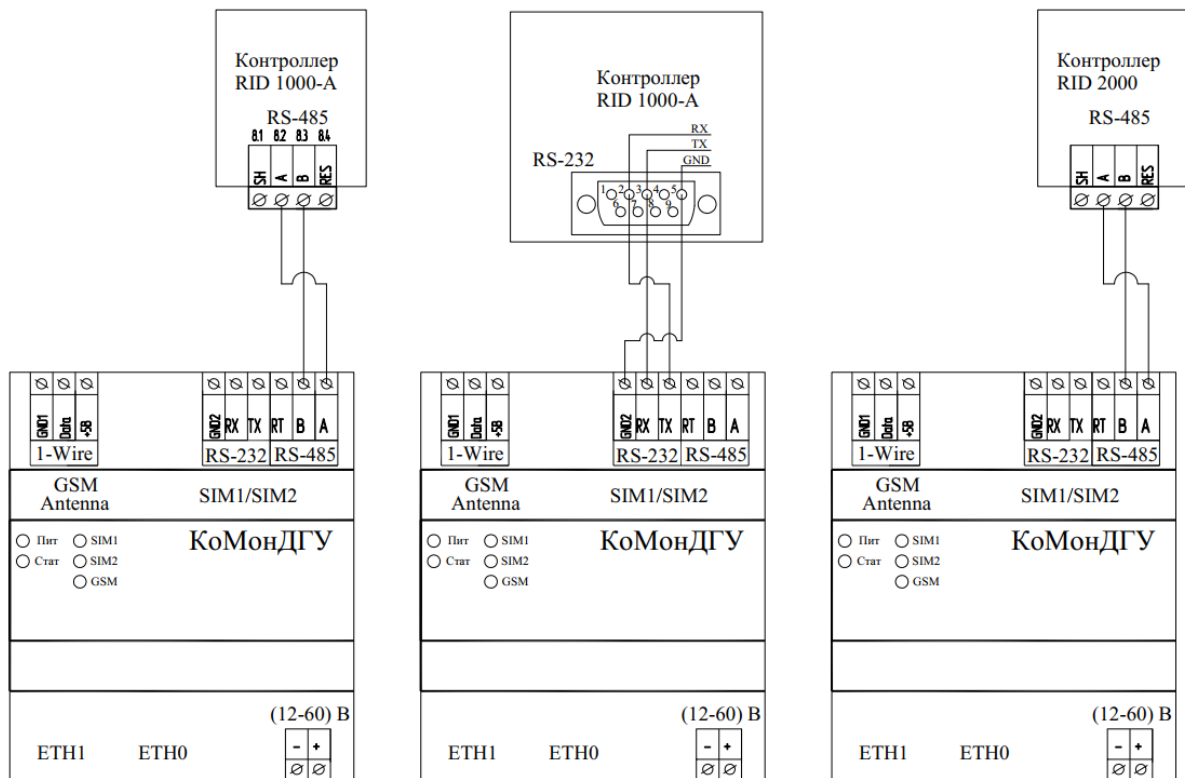 Контроллер
RID 1000-A
RS-485
8.1 8.2 8.3 8.4
SH A B RES
GND1 Data +5В
1-Wire
GND2 RX TX RT B A
RS-232 RS-485
GSM
Antenna
SIM1/SIM2
Пит SIM1
Стат SIM2
GSM
КоМонДГУ
(12-60) В
ETH1 ETH0
- +
Контроллер
RID 1000-A
RX
TX
GND
RS-232
1 2 3 4 5
6 7 8 9
GND1 Data +5В
1-Wire
GND2 RX TX RT B A
RS-232 RS-485
GSM
Antenna
SIM1/SIM2
Пит SIM1
Стат SIM2
GSM
КоМонДГУ
(12-60) В
ETH1 ETH0
- +
Контроллер
RID 2000
RS-485
SH A B RES
GND1 Data +5В
1-Wire
GND2 RX TX RT B A
RS-232 RS-485
GSM
Antenna
SIM1/SIM2
Пит SIM1
Стат SIM2
GSM
КоМонДГУ
(12-60) В
ETH1 ETH0
- +